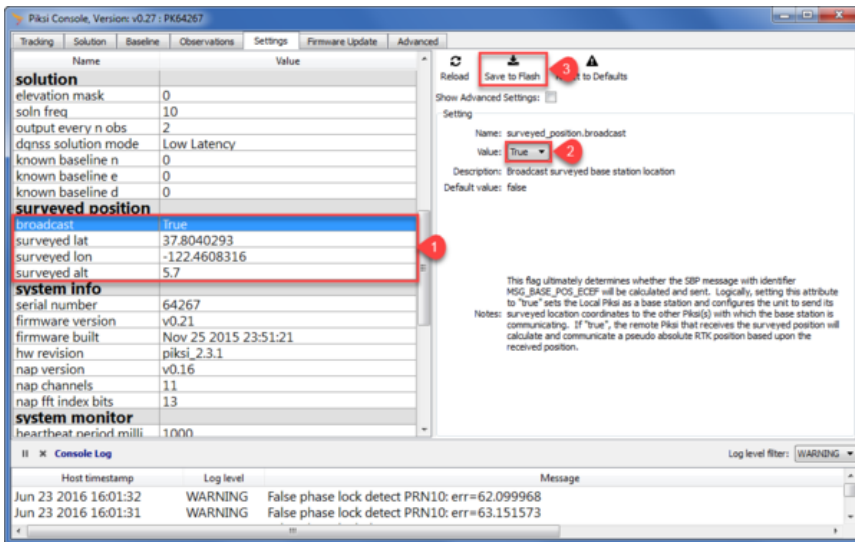 Piksi Console, Version: v0.27 : PK64267
Tracking Solution Baseline Observations Settings Firmware Update Advanced
Name Value
solution
elevation mask 0
soln freq 10
output every n obs 2
dgnss solution mode Low Latency
known baseline n 0
known baseline e 0
known baseline d 0
surveyed position
broadcast True
surveyed lat 37.8040293
surveyed lon -122.4608316
surveyed alt 5.7
system info
serial number 64267
firmware version v0.21
firmware built Nov 25 2015 23:51:21
hw revision piksi_2.3.1
nap version v0.16
nap channels 11
nap fft index bits 13
system monitor
heartbeat period milli 1000
1
Reload Save to Flash 3 to Defaults
Show Advanced Settings:
Setting
Name: surveyed_position.broadcast
Value: True 2
Description: Broadcast surveyed base station location
Default value: false
This flag ultimately determines whether the SBP message with identifier
MSG_BASE_POS_ECEF will be calculated and sent. Logically, setting this attribute
to "true" sets the Local Piksi as a base station and configures the unit to send its
Notes: surveyed location coordinates to the other Piksi(s) with which the base station is
communicating. If "true", the remote Piksi that receives the surveyed position will
calculate and communicate a pseudo absolute RTK position based upon the
received position.
Console Log Log level filter: WARNING
Host timestamp Log level Message
Jun 23 2016 16:01:32 WARNING False phase lock detect PRN10: err=62.099968
Jun 23 2016 16:01:31 WARNING False phase lock detect PRN10: err=63.151573